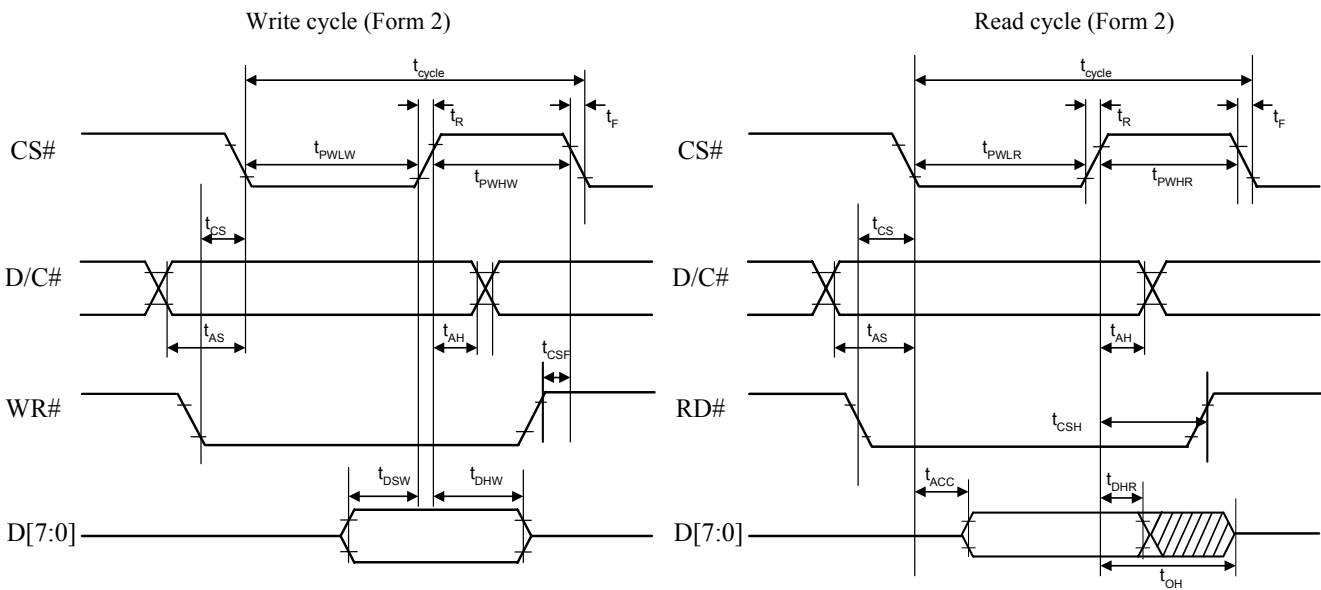 Write cycle (Form 2)
Read cycle (Form 2)
tcycle
tcycle
tR
tF
tR
tF
CS#
tPWLW
tPWHW
CS#
tPWLR
tPWHR
tCS
tCS
D/C#
D/C#
tAS
tAH
tCSF
tAS
tAH
WR#
RD#
tCSH
tDSW
tDHW
tACC
tDHR
D[7:0]
D[7:0]
tOH